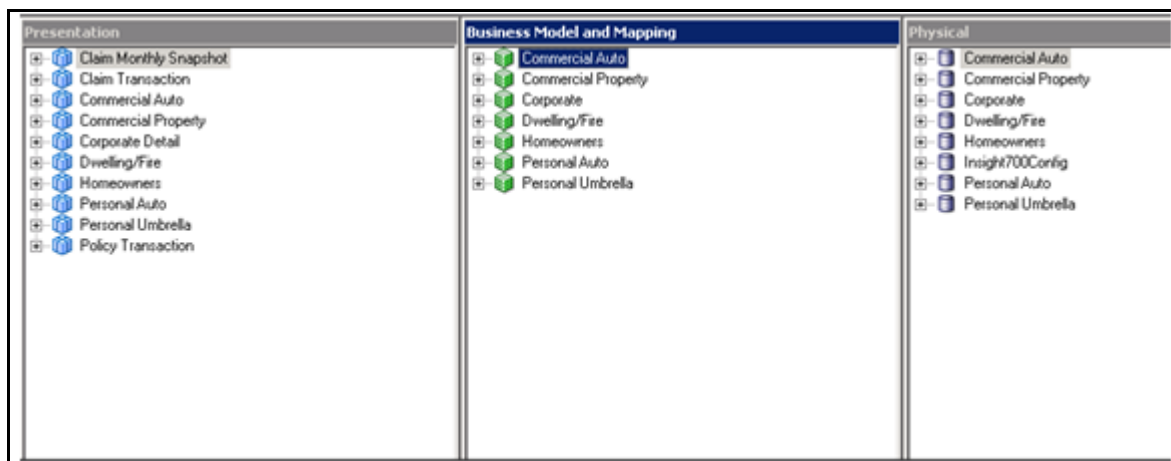 Presentation
Claim Monthly Snapshot
Claim Transaction
Commercial Auto
Commercial Property
Corporate Detail
Dwelling/Fire
Homeowners
Personal Auto
Personal Umbrella
Policy Transaction
Business Model and Mapping
Commercial Auto
Commercial Property
Corporate
Dwelling/Fire
Homeowners
Personal Auto
Personal Umbrella
Physical
Commercial Auto
Commercial Property
Corporate
Dwelling/Fire
Homeowners
Insight700Config
Personal Auto
Personal Umbrella